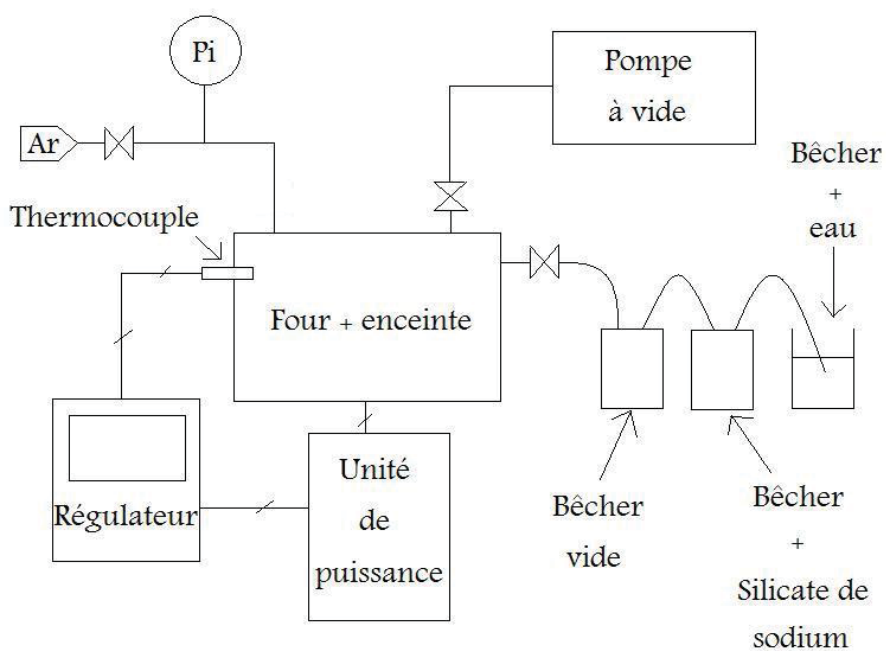 Pi
Pompe
à vide
Ar
Bêcher
+
eau
Thermocouple
Four + enceinte
Régulateur
Unité
de
puissance
Bêcher
vide
Bêcher
+
Silicate de
sodium